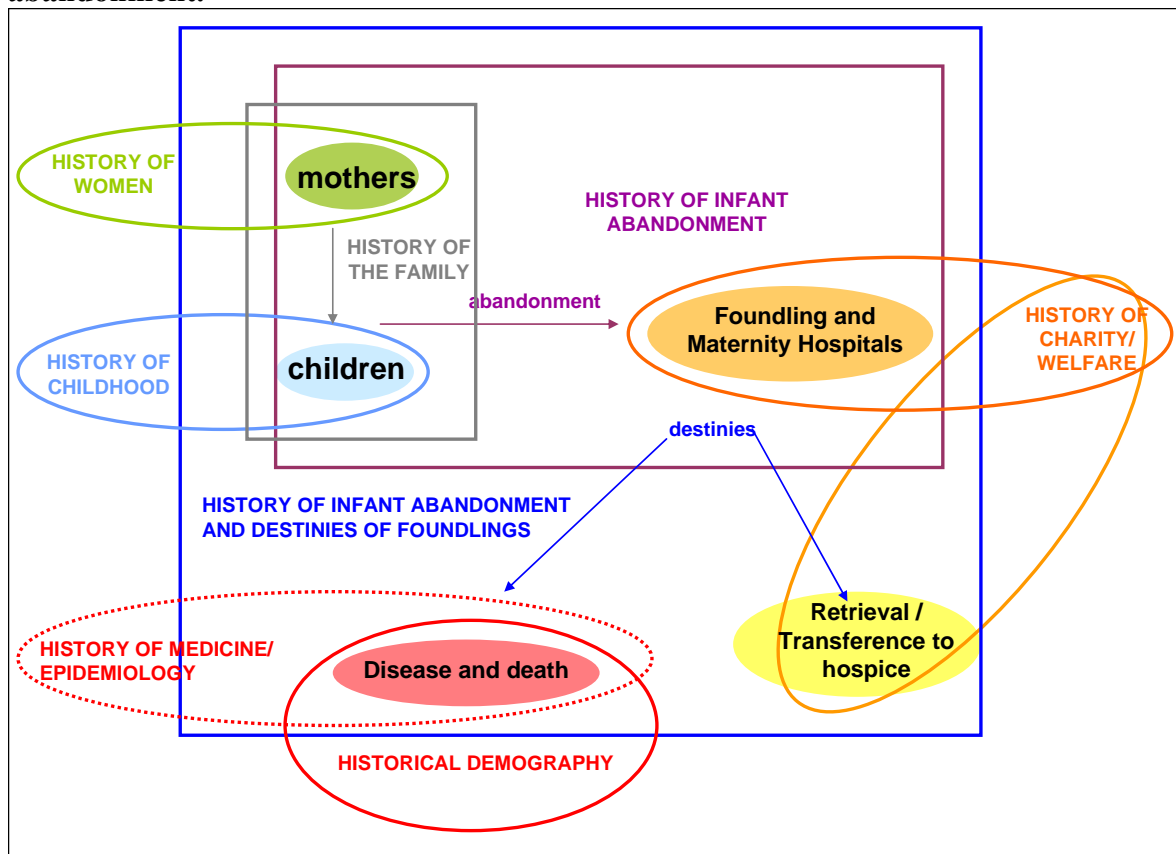 abandonment.
HISTORY OF
WOMEN
mothers
HISTORY OF INFANT
ABANDONMENT
HISTORY OF
THE FAMILY
abandonment
Foundling and
Maternity Hospitals
HISTORY OF
CHARITY/
WELFARE
HISTORY OF
CHILDHOOD
children
destinies
HISTORY OF INFANT ABANDONMENT
AND DESTINIES OF FOUNDLINGS
Retrieval /
Transference to
hospice
HISTORY OF MEDICINE/
EPIDEMIOLOGY
Disease and death
HISTORICAL DEMOGRAPHY